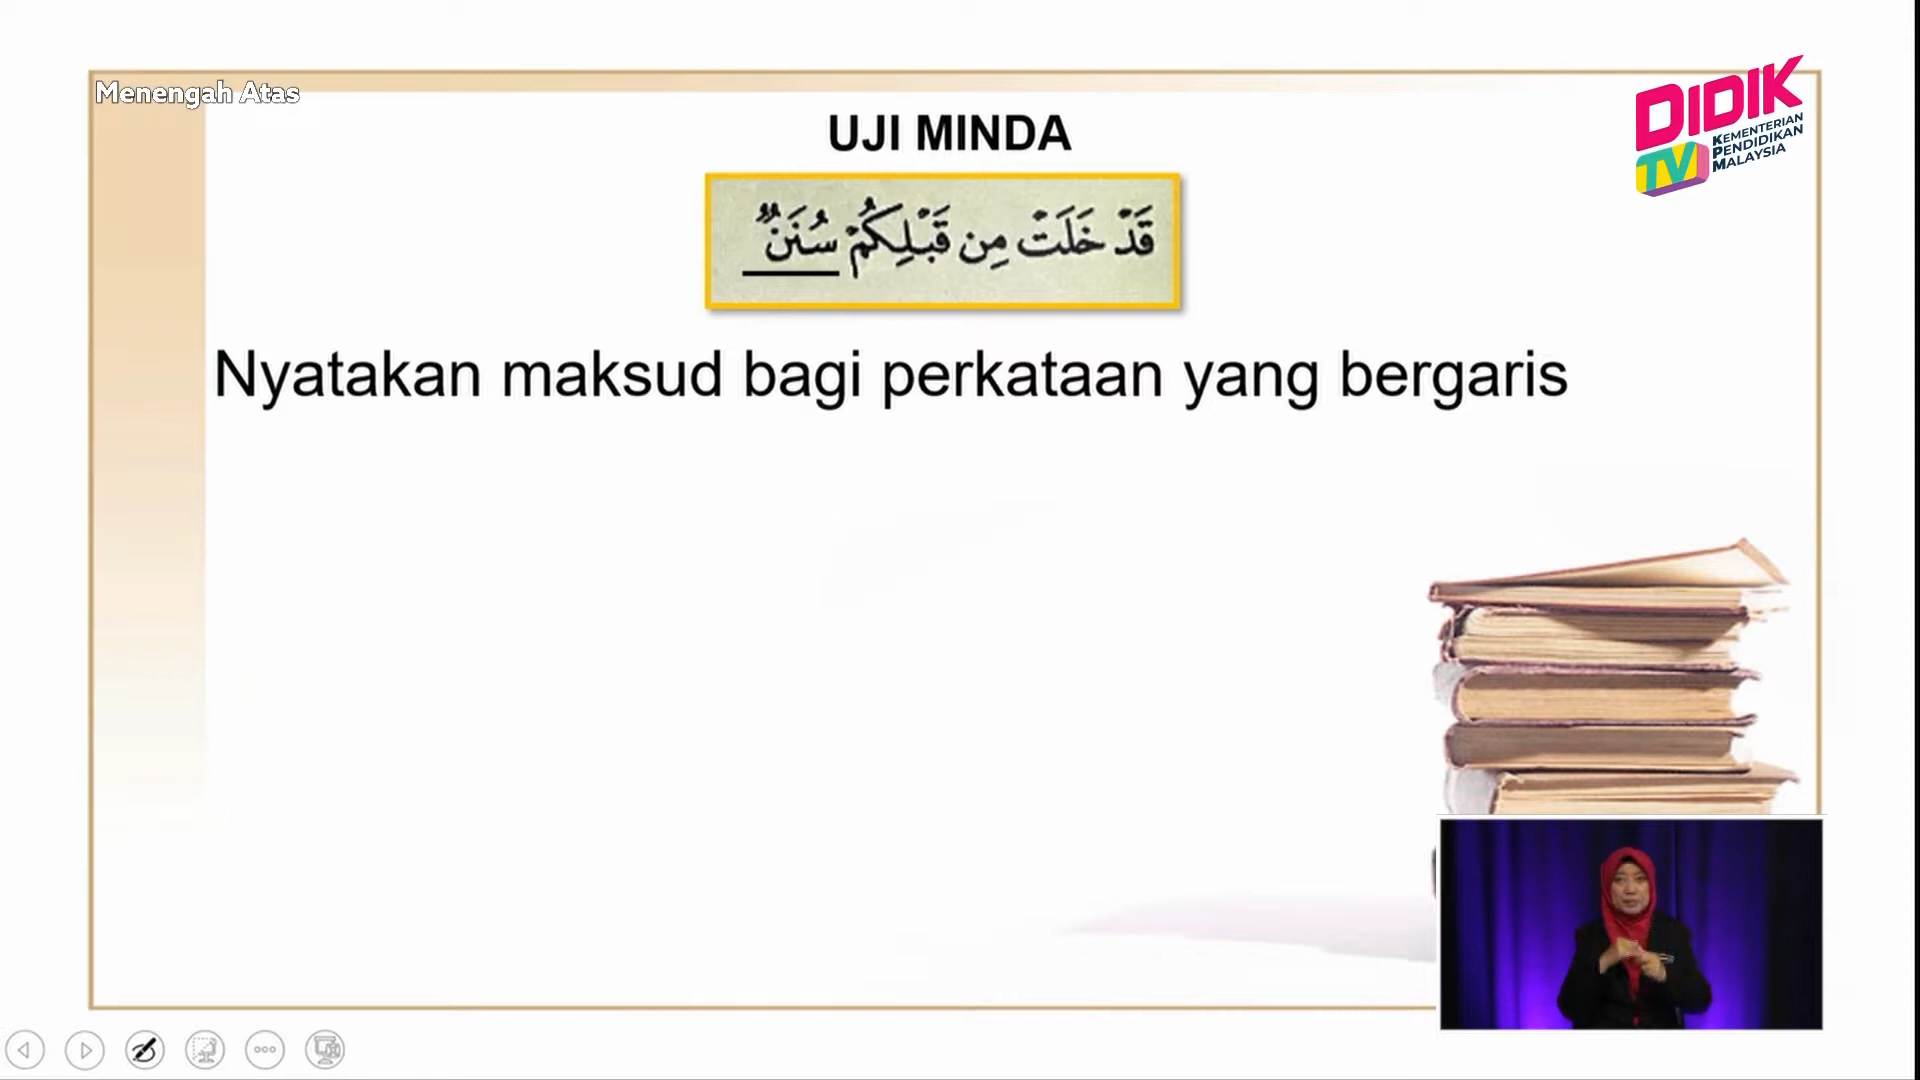 Menengah Atas
DIDIK
TV
KEMENTERIAN
PENDIDIKAN
MALAYSIA
UJI MINDA
قَدْ خَلَتْ مِن قَبْلِكُمْ سُنَنٌ
Nyatakan maksud bagi perkataan yang bergaris